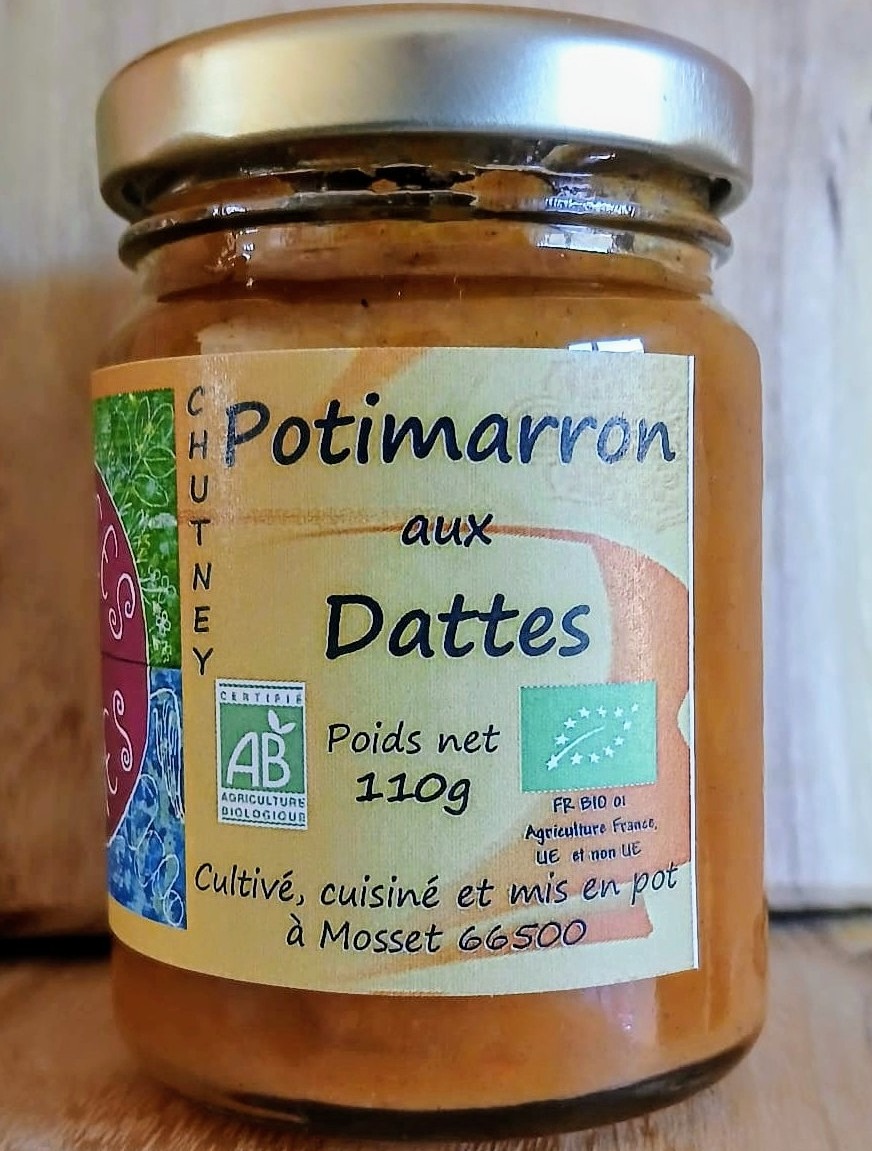 CHUTNEY
Potimarron
aux
Dattes
CERTIFIÉ
AB
AGRICULTURE
BIOLOGIQUE
Poids net
110g
FR BIO 01
Agriculture France,
UE et non UE
Cultivé, cuisiné et mis en pot
à Mosset 66500